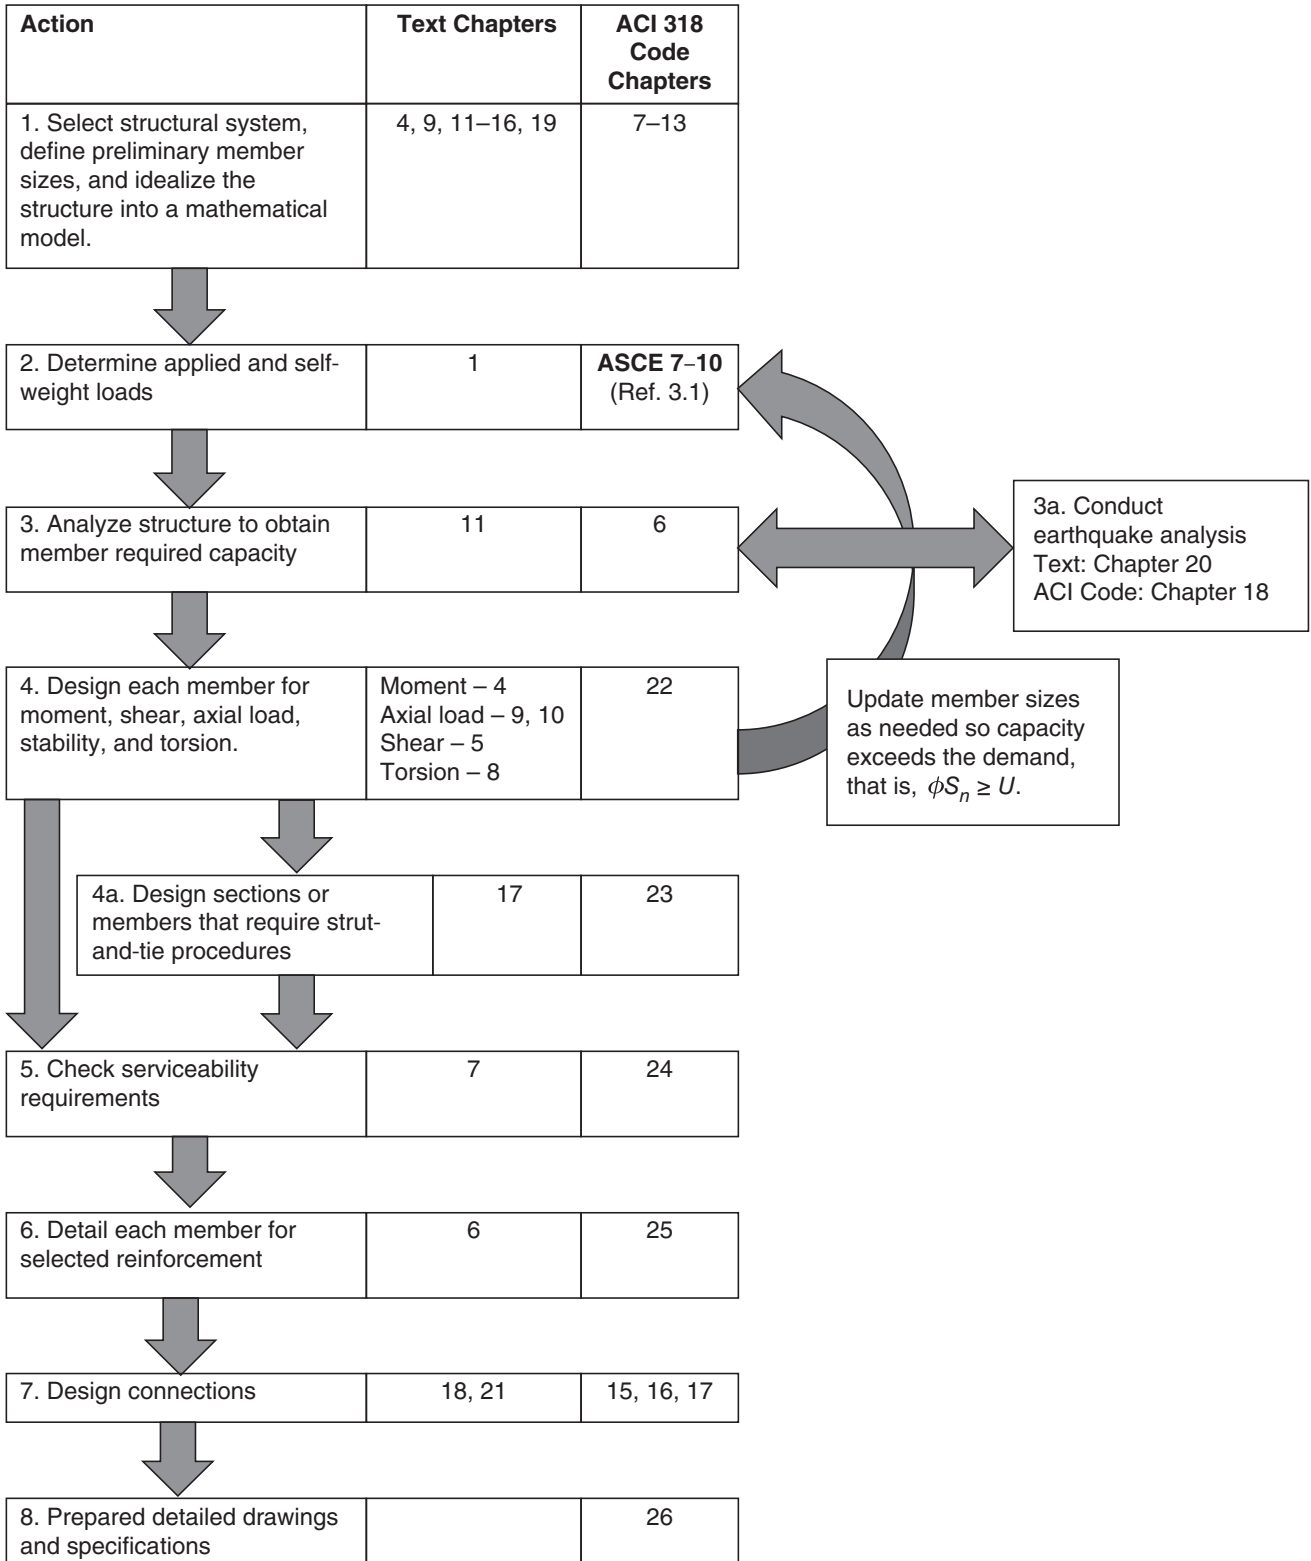 Action
Text Chapters
ACI 318
Code
Chapters
1. Select structural system,
define preliminary member
sizes, and idealize the
structure into a mathematical
model.
4, 9, 11–16, 19
7–13
2. Determine applied and self-
weight loads
1
ASCE 7–10
(Ref. 3.1)
3. Analyze structure to obtain
member required capacity
11
6
3a. Conduct
earthquake analysis
Text: Chapter 20
ACI Code: Chapter 18
4. Design each member for
moment, shear, axial load,
stability, and torsion.
Moment – 4
Axial load – 9, 10
Shear – 5
Torsion – 8
22
Update member sizes
as needed so capacity
exceeds the demand,
that is, ϕSn ≥ U.
4a. Design sections or
members that require strut-
and-tie procedures
17
23
5. Check serviceability
requirements
7
24
6. Detail each member for
selected reinforcement
6
25
7. Design connections
18, 21
15, 16, 17
8. Prepared detailed drawings
and specifications
26